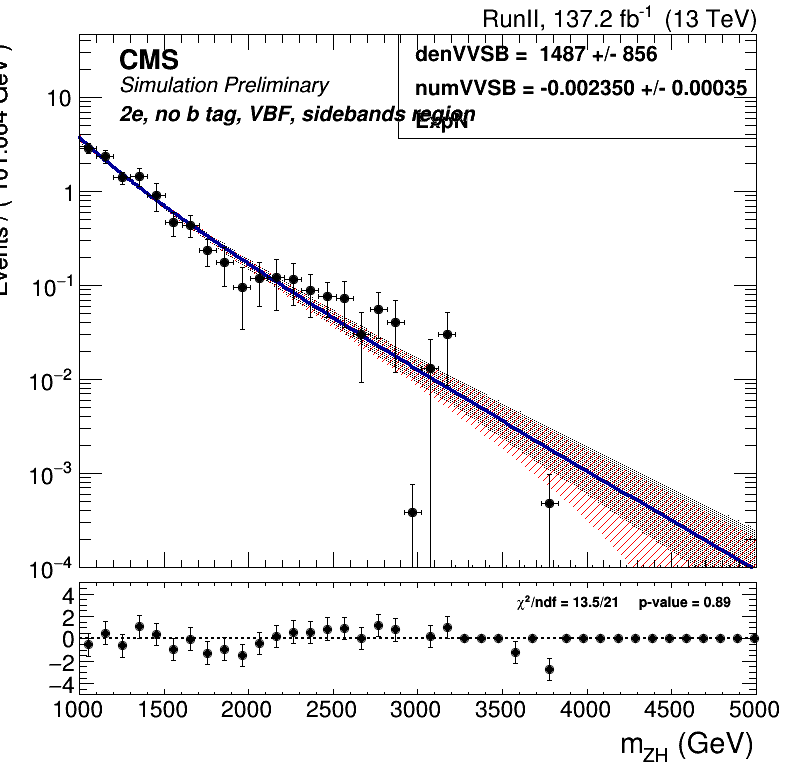 RunII, 137.2 fb⁻¹ (13 TeV)
CMS
Simulation Preliminary
2e, no b tag, VBF, sidebands region
denVVSB = 1487 +/- 856
numVVSB = -0.002350 +/- 0.00035
ExpN
10
1
10⁻¹
10⁻²
10⁻³
10⁻⁴
χ²/ndf = 13.5/21 p-value = 0.89
4
2
0
−2
−4
1000 1500 2000 2500 3000 3500 4000 4500 5000
m_ZH (GeV)